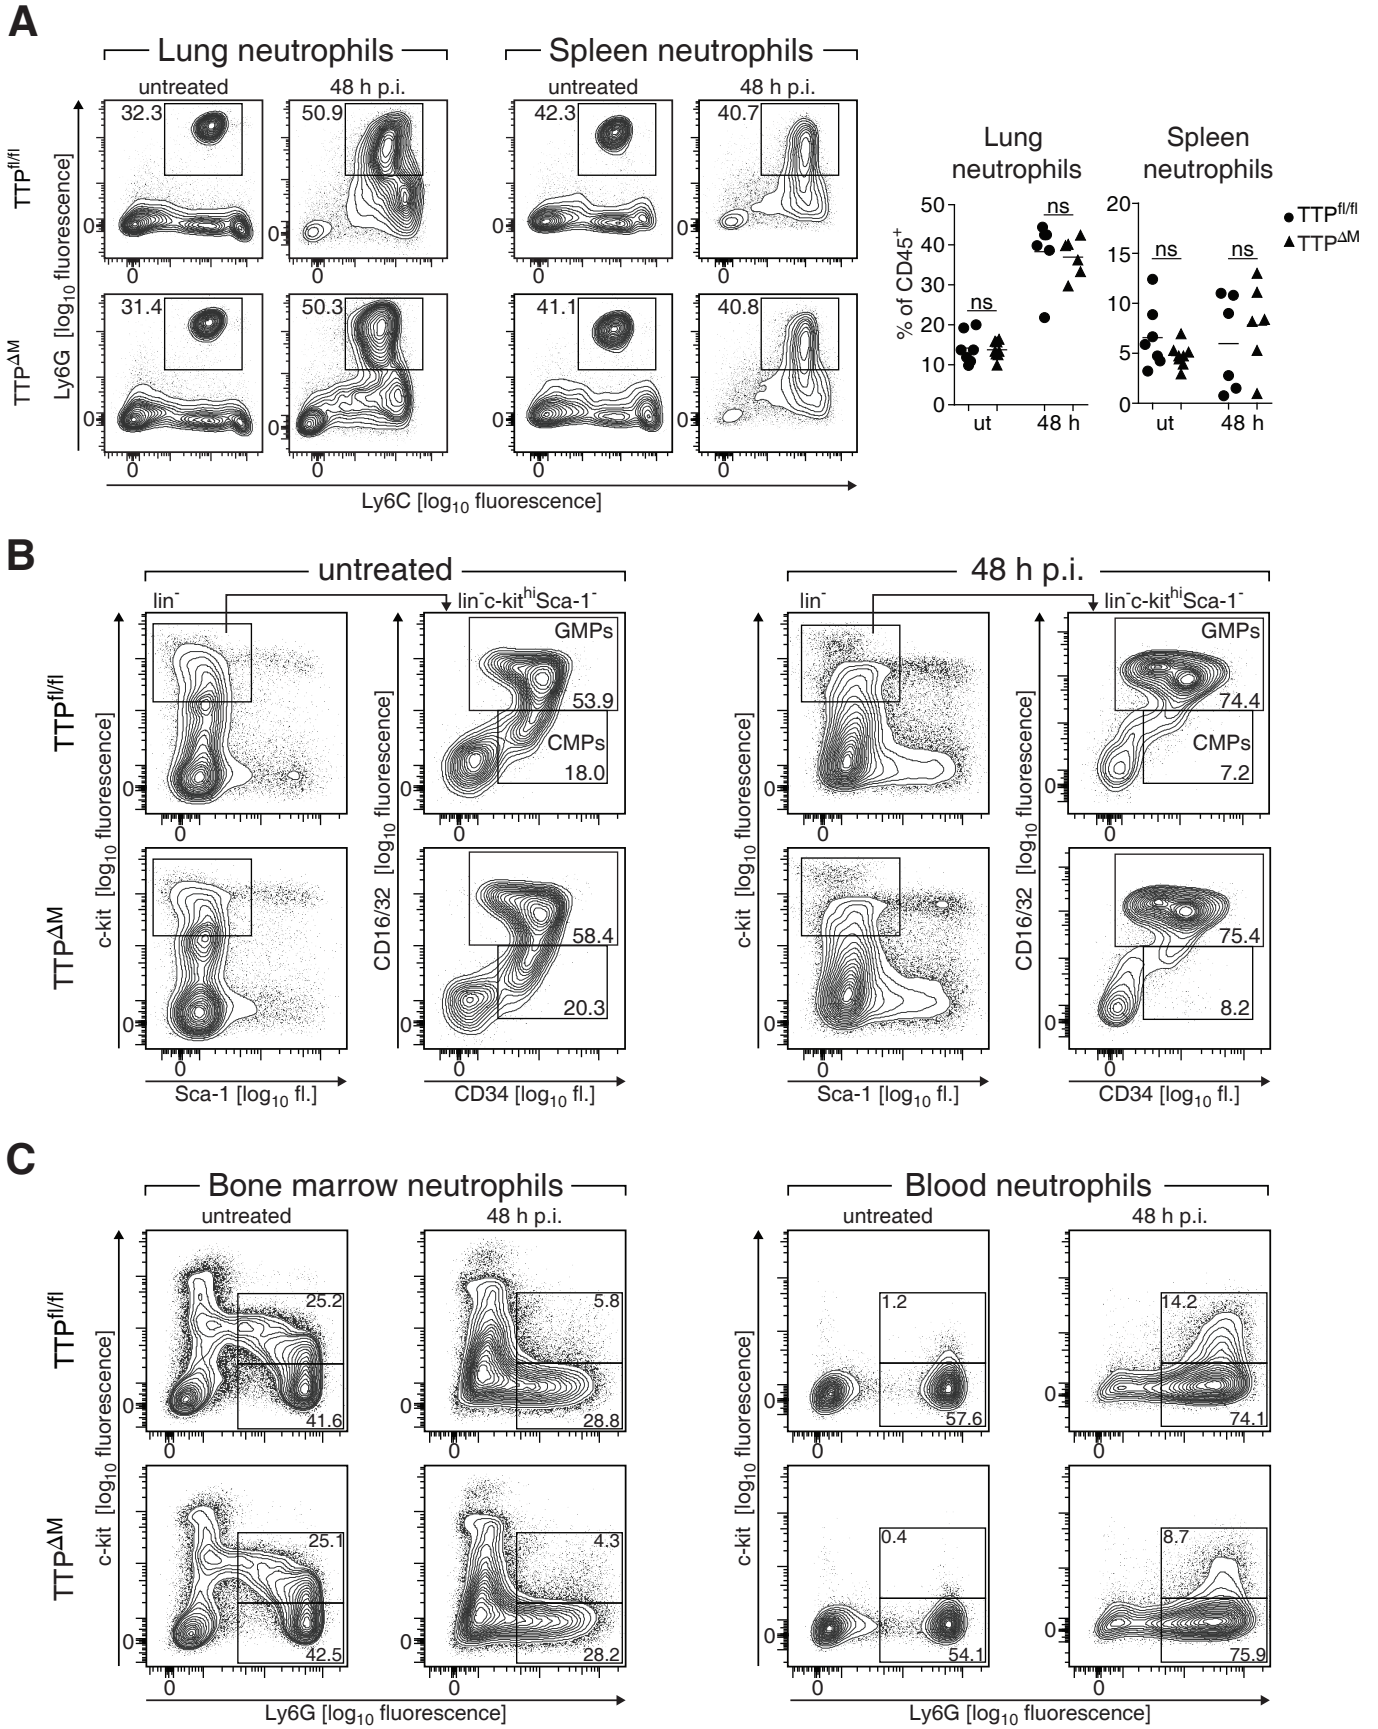 A
Lung neutrophils
Spleen neutrophils
untreated
48 h p.i.
untreated
48 h p.i.
TTPfl/fl
TTPΔM
Ly6G [log10 fluorescence]
32.3
50.9
42.3
40.7
0
0
0
0
0
0
0
0
31.4
50.3
41.1
40.8
0
0
0
0
0
0
0
0
Ly6C [log10 fluorescence]
Lung
neutrophils
Spleen
neutrophils
% of CD45+
50
40
30
20
10
0
ns
ns
ut
48 h
20
15
10
5
0
ns
ns
ut
48 h
TTPfl/fl
TTPΔM
B
untreated
48 h p.i.
lin-
lin-c-kithiSca-1-
lin-
lin-c-kithiSca-1-
TTPfl/fl
TTPΔM
c-kit [log10 fluorescence]
CD16/32 [log10 fluorescence]
c-kit [log10 fluorescence]
CD16/32 [log10 fluorescence]
GMPs
53.9
CMPs
18.0
GMPs
74.4
CMPs
7.2
0
0
0
0
0
0
0
0
58.4
20.3
75.4
8.2
0
0
0
0
0
0
0
0
Sca-1 [log10 fl.]
CD34 [log10 fl.]
Sca-1 [log10 fl.]
CD34 [log10 fl.]
C
Bone marrow neutrophils
Blood neutrophils
untreated
48 h p.i.
untreated
48 h p.i.
TTPfl/fl
TTPΔM
c-kit [log10 fluorescence]
c-kit [log10 fluorescence]
25.2
41.6
5.8
28.8
1.2
57.6
14.2
74.1
0
0
0
0
0
0
0
25.1
42.5
4.3
28.2
0.4
54.1
8.7
75.9
0
0
0
0
0
0
0
Ly6G [log10 fluorescence]
Ly6G [log10 fluorescence]